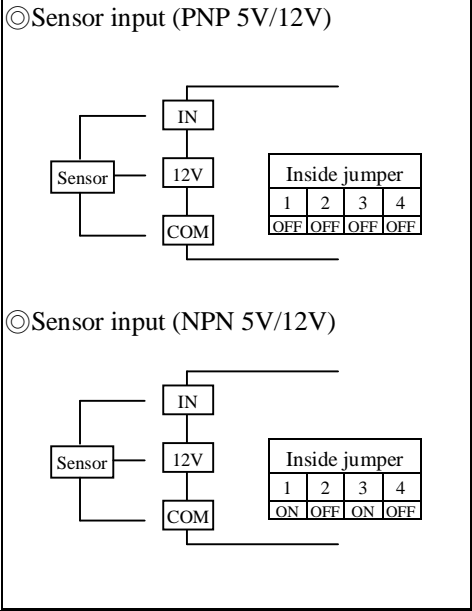 ◎Sensor input (PNP 5V/12V)
IN
Sensor
12V
COM
Inside jumper
1 2 3 4
OFF OFF OFF OFF
◎Sensor input (NPN 5V/12V)
IN
Sensor
12V
COM
Inside jumper
1 2 3 4
ON OFF ON OFF